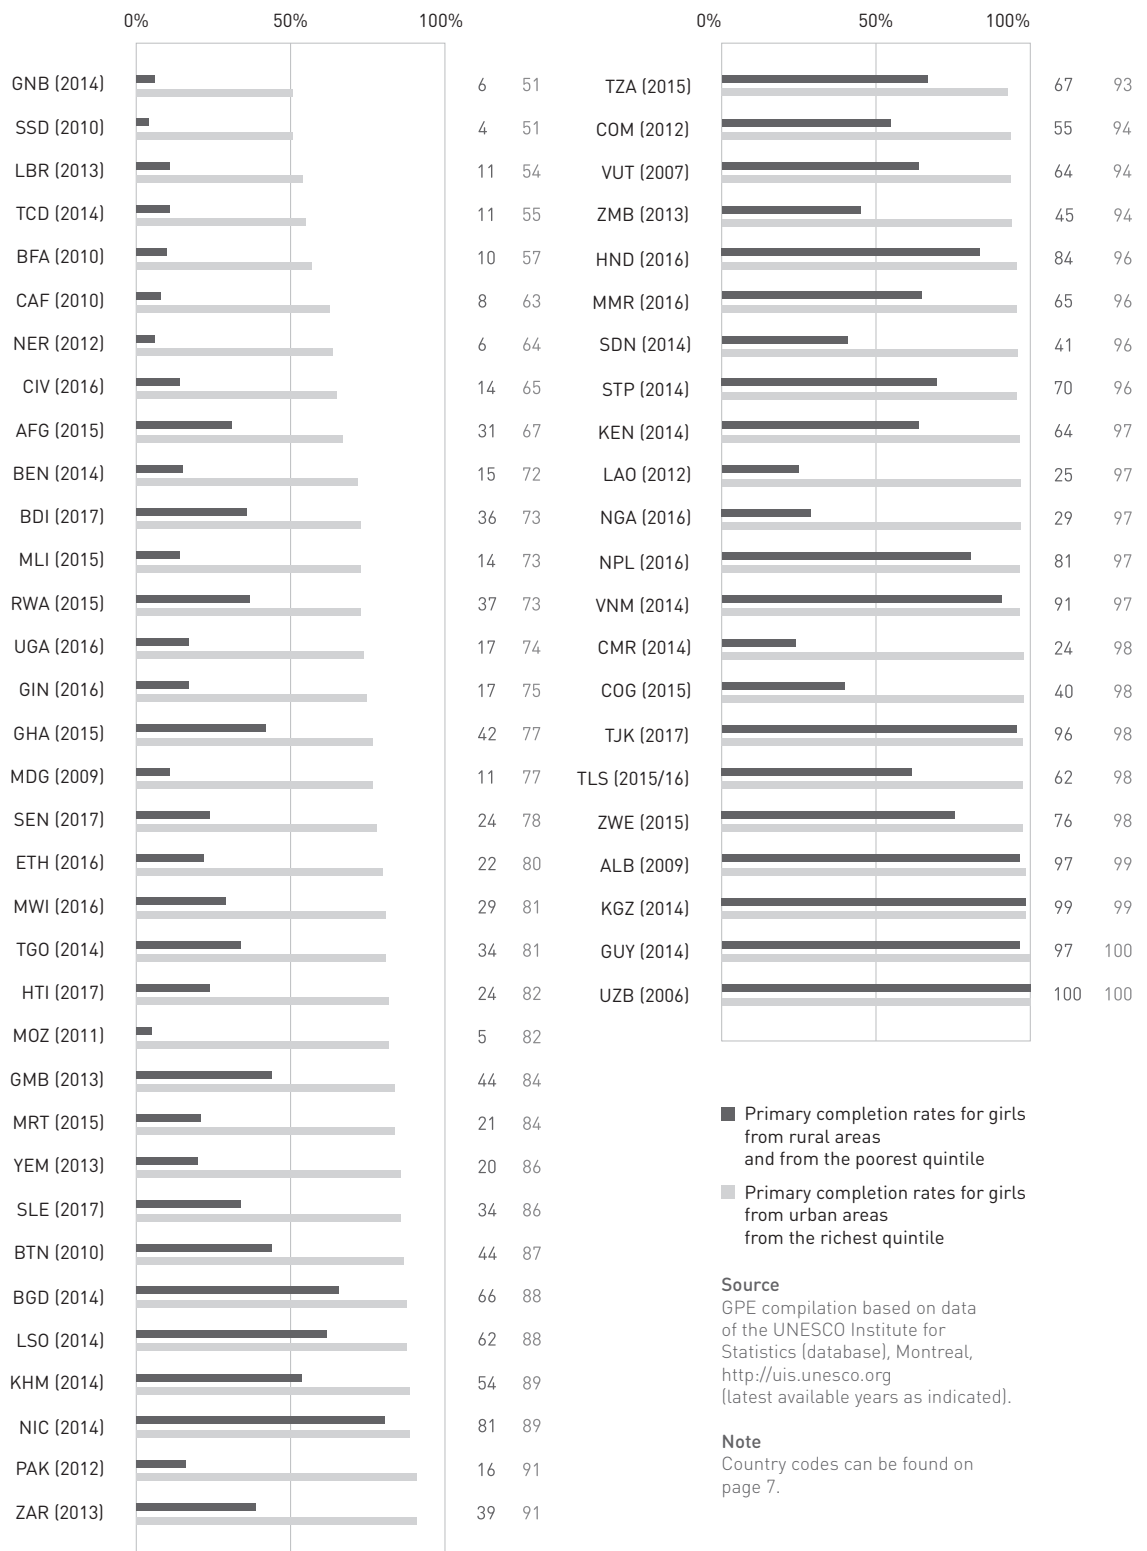 0% 50% 100%
GNB (2014) 6 51
SSD (2010) 4 51
LBR (2013) 11 54
TCD (2014) 11 55
BFA (2010) 10 57
CAF (2010) 8 63
NER (2012) 6 64
CIV (2016) 14 65
AFG (2015) 31 67
BEN (2014) 15 72
BDI (2017) 36 73
MLI (2015) 14 73
RWA (2015) 37 73
UGA (2016) 17 74
GIN (2016) 17 75
GHA (2015) 42 77
MDG (2009) 11 77
SEN (2017) 24 78
ETH (2016) 22 80
MWI (2016) 29 81
TGO (2014) 34 81
HTI (2017) 24 82
MOZ (2011) 5 82
GMB (2013) 44 84
MRT (2015) 21 84
YEM (2013) 20 86
SLE (2017) 34 86
BTN (2010) 44 87
BGD (2014) 66 88
LSO (2014) 62 88
KHM (2014) 54 89
NIC (2014) 81 89
PAK (2012) 16 91
ZAR (2013) 39 91
0% 50% 100%
TZA (2015) 67 93
COM (2012) 55 94
VUT (2007) 64 94
ZMB (2013) 45 94
HND (2016) 84 96
MMR (2016) 65 96
SDN (2014) 41 96
STP (2014) 70 96
KEN (2014) 64 97
LAO (2012) 25 97
NGA (2016) 29 97
NPL (2016) 81 97
VNM (2014) 91 97
CMR (2014) 24 98
COG (2015) 40 98
TJK (2017) 96 98
TLS (2015/16) 62 98
ZWE (2015) 76 98
ALB (2009) 97 99
KGZ (2014) 99 99
GUY (2014) 97 100
UZB (2006) 100 100
Primary completion rates for girls
from rural areas
and from the poorest quintile
Primary completion rates for girls
from urban areas
from the richest quintile
Source
GPE compilation based on data
of the UNESCO Institute for
Statistics (database), Montreal,
http://uis.unesco.org
(latest available years as indicated).
Note
Country codes can be found on
page 7.